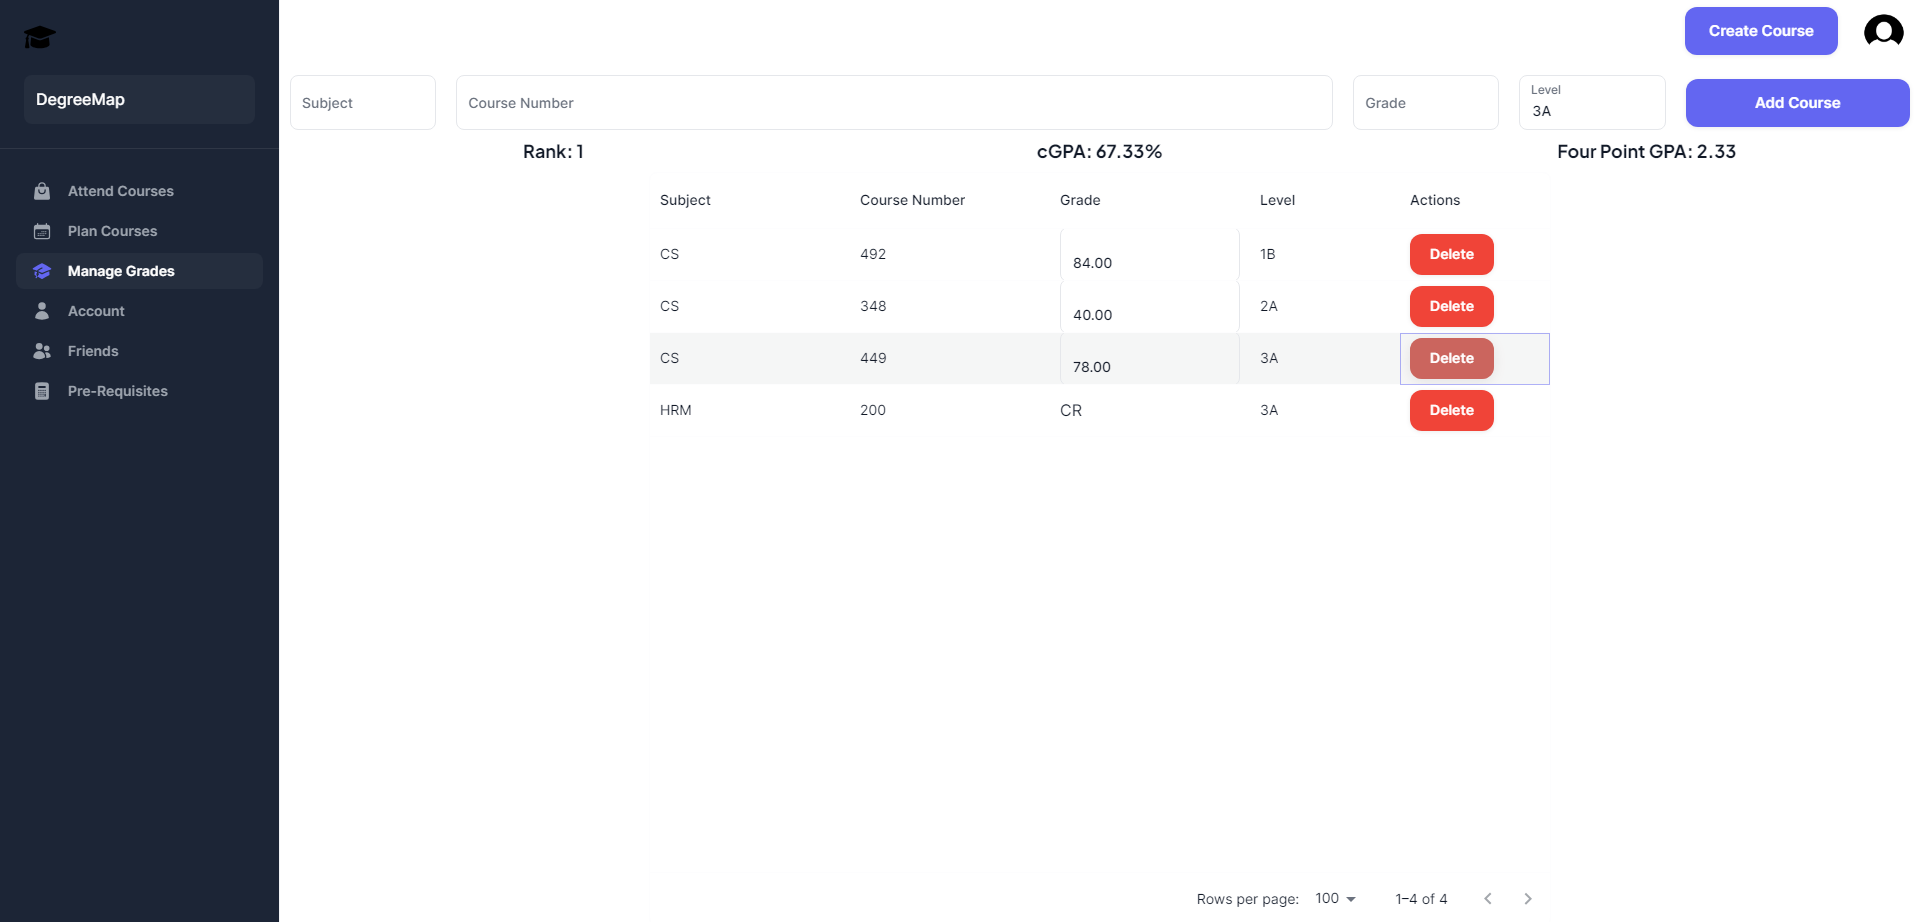 DegreeMap
Attend Courses
Plan Courses
Manage Grades
Account
Friends
Pre-Requisites
Create Course
Subject
Course Number
Grade
Level
3A
Add Course
Rank: 1
cGPA: 67.33%
Four Point GPA: 2.33
Subject Course Number Grade Level Actions
CS 492 84.00 1B Delete
CS 348 40.00 2A Delete
CS 449 78.00 3A Delete
HRM 200 CR 3A Delete
Rows per page: 100 1–4 of 4